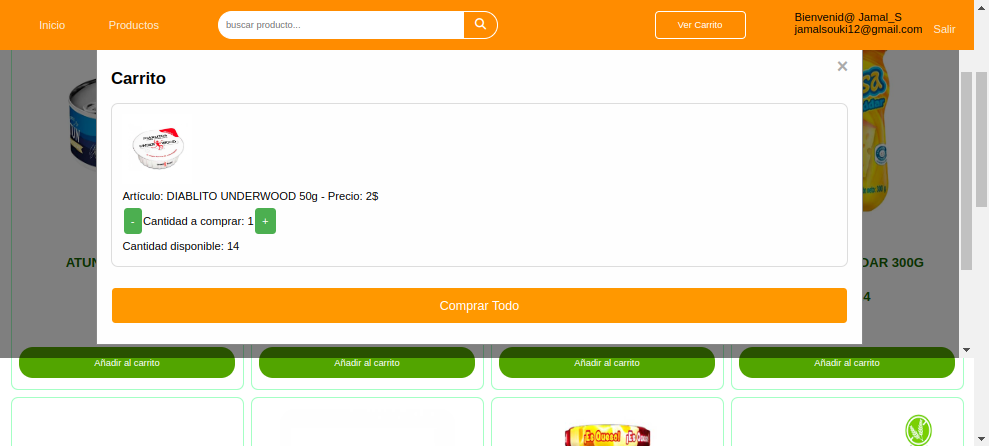 Inicio
Productos
buscar producto...
Ver Carrito
Bienvenid@ Jamal_S
jamalsouki12@gmail.com
Salir
×
Carrito
Artículo: DIABLITO UNDERWOOD 50g - Precio: 2$
- Cantidad a comprar: 1 +
Cantidad disponible: 14
ATUN
DAR 300G
4
Comprar Todo
Añadir al carrito
Añadir al carrito
Añadir al carrito
Añadir al carrito
¡Es Queso!